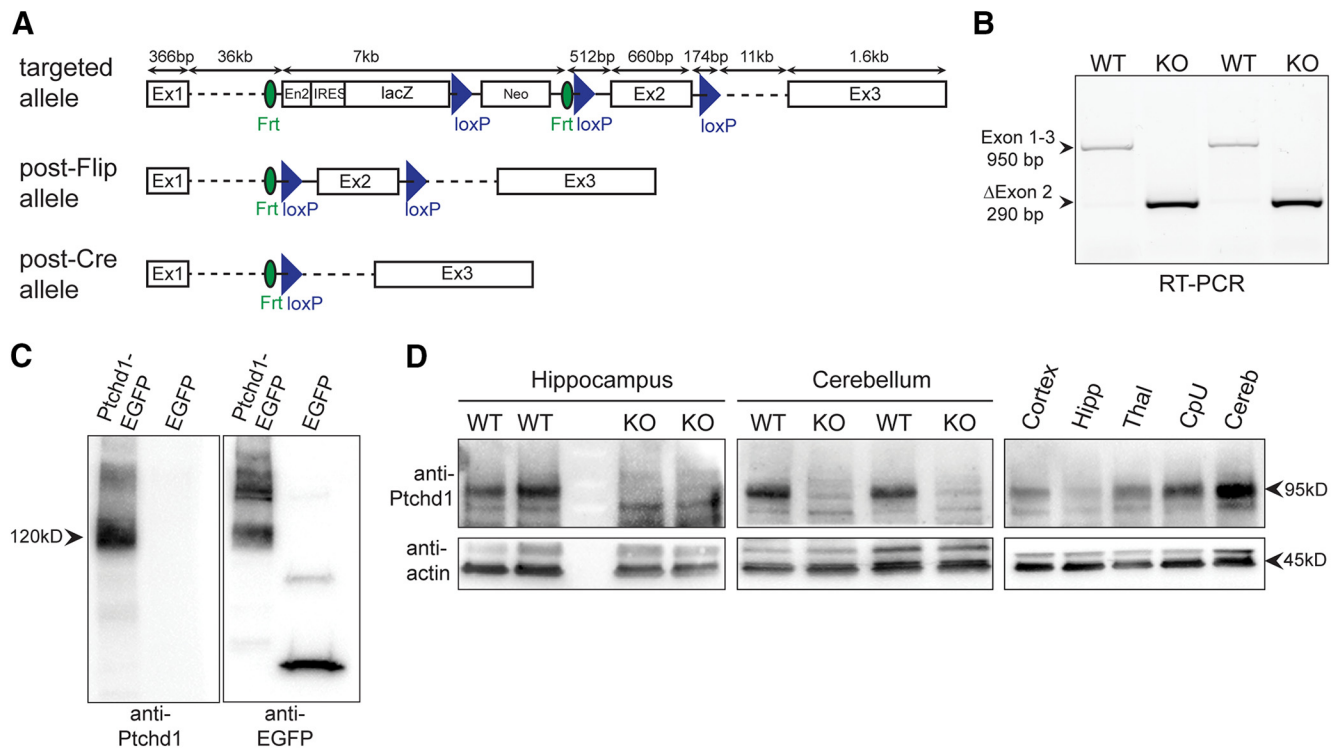 A
targeted allele
366bp 36kb 7kb 512bp 660bp 174bp 11kb 1.6kb
Ex1 En2 IRES lacZ Neo Ex2 Ex3
Frt loxP Frt loxP loxP
post-Flip allele
Ex1 Ex2 Ex3
Frt loxP loxP
post-Cre allele
Ex1 Ex3
Frt loxP
B
WT KO WT KO
Exon 1-3
950 bp
ΔExon 2
290 bp
RT-PCR
C
Ptchd1-EGFP EGFP Ptchd1-EGFP EGFP
120kD
anti-Ptchd1
anti-EGFP
D
Hippocampus Cerebellum
WT WT KO KO WT KO WT KO
Cortex Hipp Thal CpU Cereb
anti-Ptchd1
95kD
anti-actin
45kD